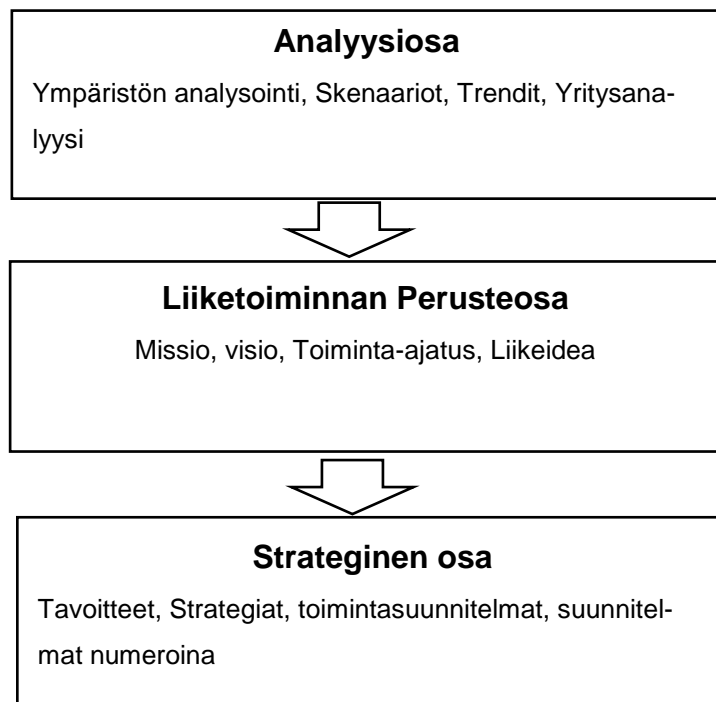 Analyysiosa
Ympäristön analysointi, Skenaariot, Trendit, Yritysana-
lyysi
Liiketoiminnan Perusteosa
Missio, visio, Toiminta-ajatus, Liikeidea
Strateginen osa
Tavoitteet, Strategiat, toimintasuunnitelmat, suunnitel-
mat numeroina